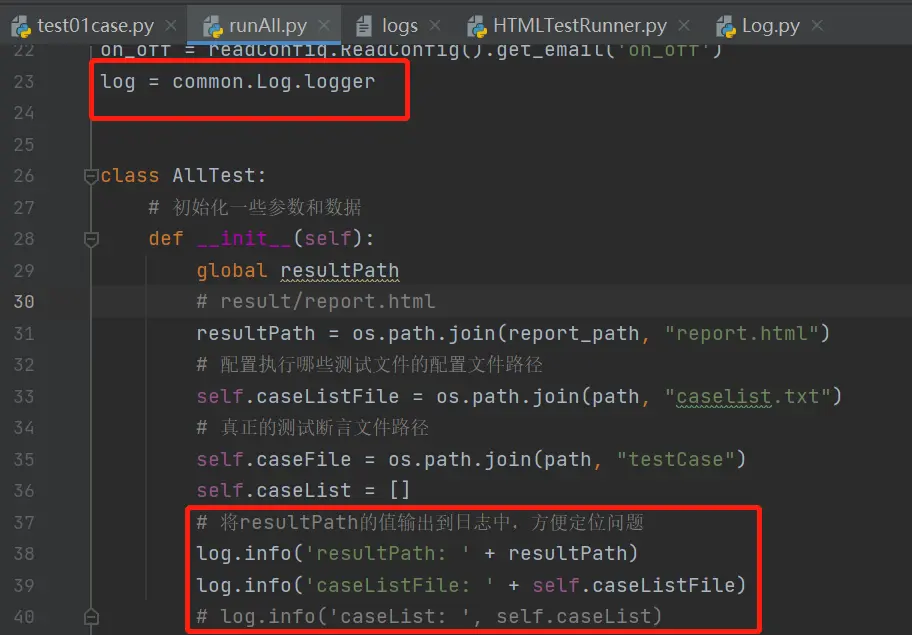 test01case.py runAll.py logs HTMLTestRunner.py Log.py
22 on_off = ReadConfig.ReadConfig().get_email('on_off')
23 log = common.Log.logger
24
25
26 class AllTest:
27 # 初始化一些参数和数据
28 def __init__(self):
29 global resultPath
30 # result/report.html
31 resultPath = os.path.join(report_path, "report.html")
32 # 配置执行哪些测试文件的配置文件路径
33 self.caseListFile = os.path.join(path, "caselist.txt")
34 # 真正的测试断言文件路径
35 self.caseFile = os.path.join(path, "testCase")
36 self.caseList = []
37 # 将resultPath的值输出到日志中，方便定位问题
38 log.info('resultPath: ' + resultPath)
39 log.info('caseListFile: ' + self.caseListFile)
40 # log.info('caseList: ', self.caseList)